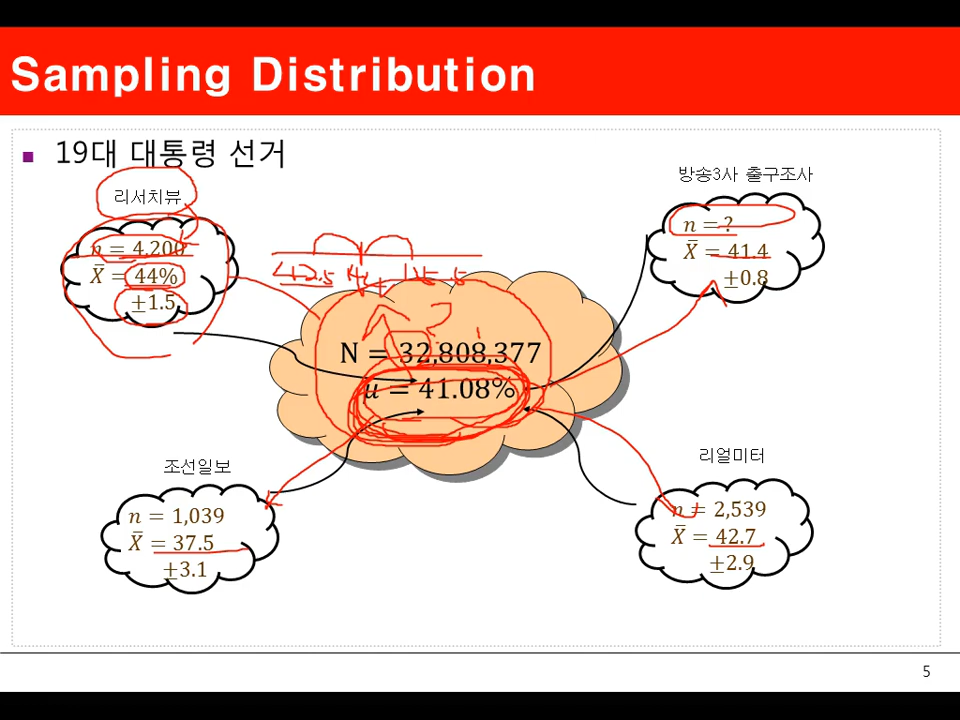 Sampling Distribution
19대 대통령 선거
리서치뷰
n = 4,200
X̄ = 44%
±1.5
방송3사 출구조사
n = ?
X̄ = 41.4
±0.8
42.5
N = 32,808,377
u = 41.08%
조선일보
n = 1,039
X̄ = 37.5
±3.1
리얼미터
n = 2,539
X̄ = 42.7
±2.9
5